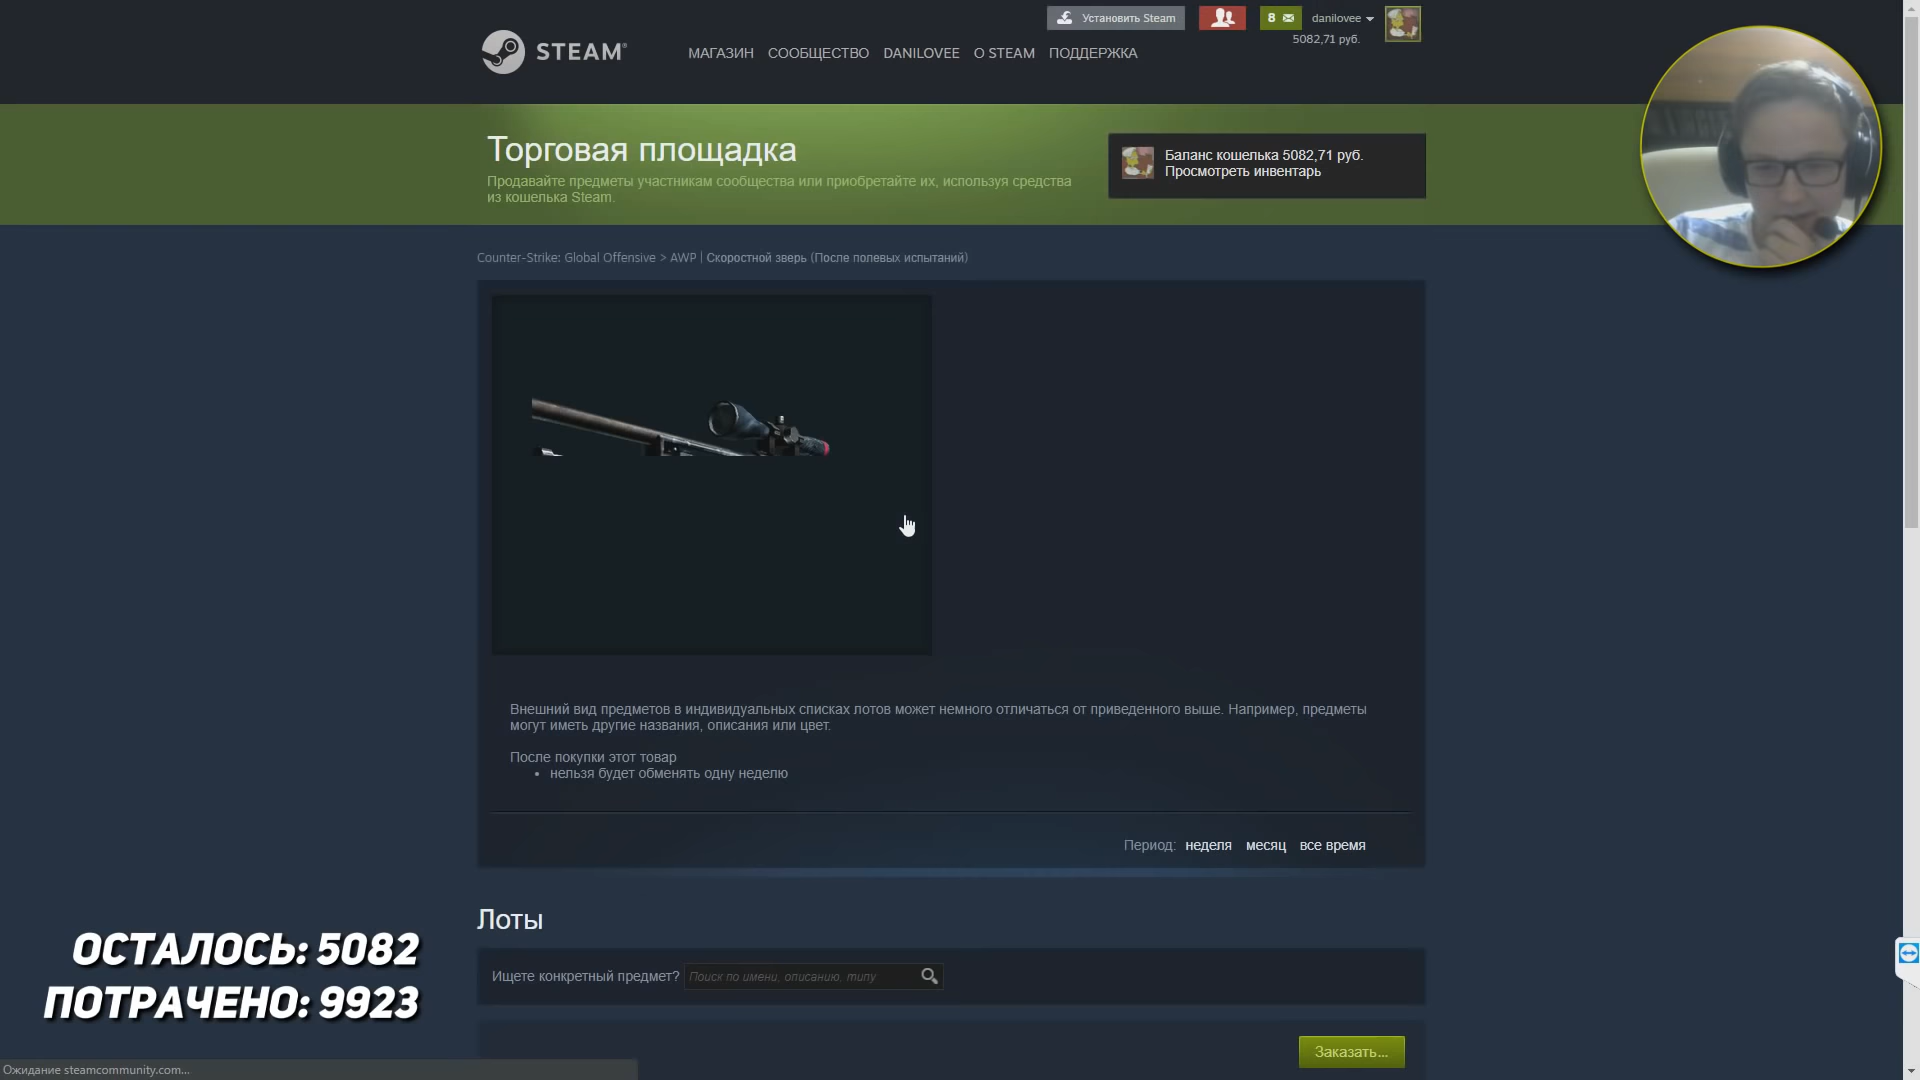 Установить Steam
8
danilovee
5082,71 руб.
STEAM®
МАГАЗИН СООБЩЕСТВО DANILOVEE О STEAM ПОДДЕРЖКА
Торговая площадка
Продавайте предметы участникам сообщества или приобретайте их, используя средства
из кошелька Steam.
Баланс кошелька 5082,71 руб.
Просмотреть инвентарь
Counter-Strike: Global Offensive > AWP | Скоростной зверь (После полевых испытаний)
Внешний вид предметов в индивидуальных списках лотов может немного отличаться от приведенного выше. Например, предметы
могут иметь другие названия, описания или цвет.
После покупки этот товар
• нельзя будет обменять одну неделю
Период: неделя месяц все время
Лоты
Ищете конкретный предмет? Поиск по имени, описанию, типу
Заказать...
ОСТАЛОСЬ: 5082
ПОТРАЧЕНО: 9923
Ожидание steamcommunity.com...